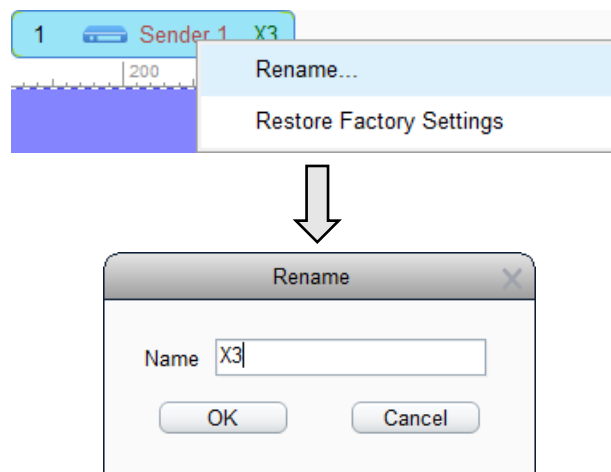 1 Sender 1 X3
200
Rename...
Restore Factory Settings
Rename
Name X3
OK Cancel